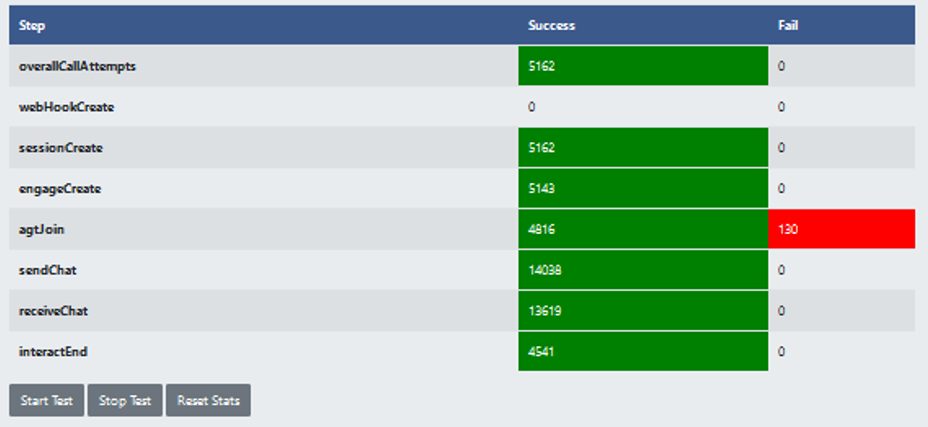 Step Success Fail
overallCallAttempts 5162 0
webHookCreate 0 0
sessionCreate 5162 0
engageCreate 5143 0
agtJoin 4816 130
sendChat 14038 0
receiveChat 13619 0
interactEnd 4541 0
Start Test Stop Test Reset Stats